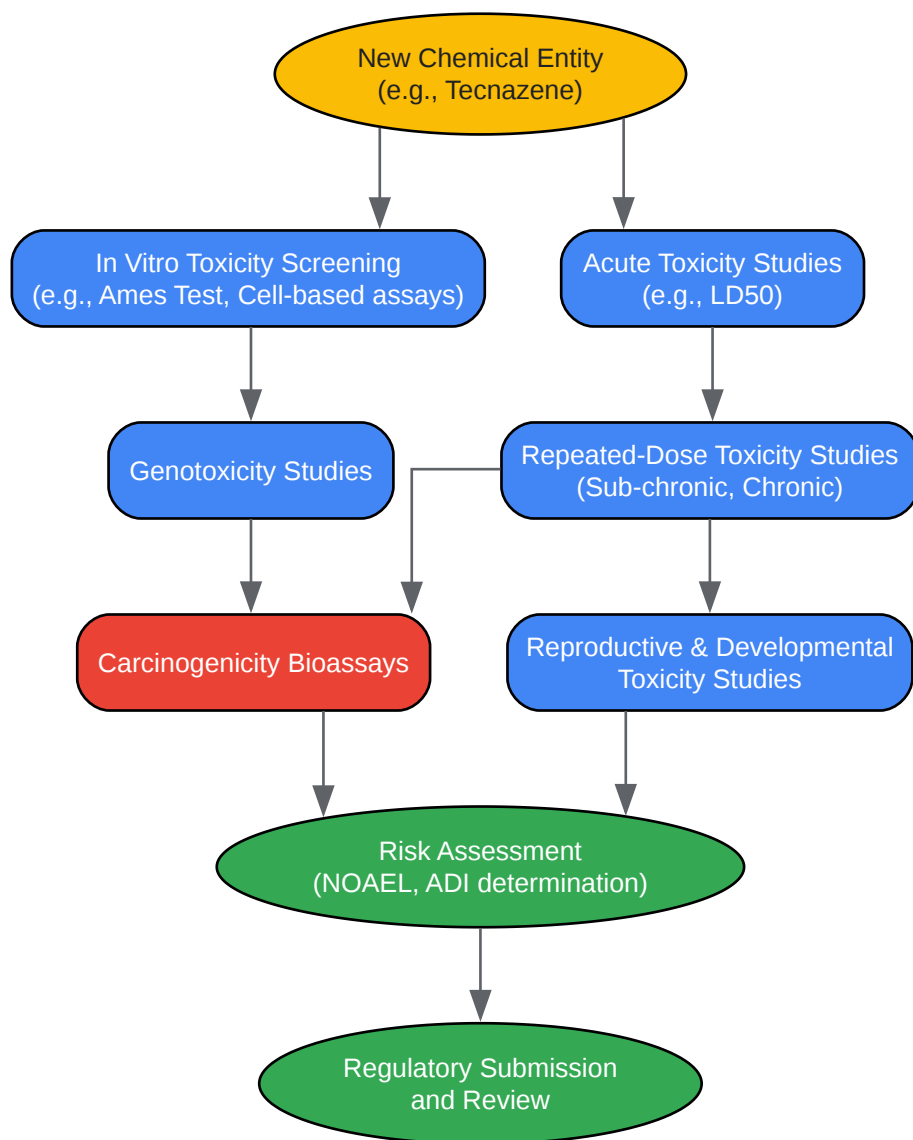 New Chemical Entity
(e.g., Tecnazene)
In Vitro Toxicity Screening
(e.g., Ames Test, Cell-based assays)
Acute Toxicity Studies
(e.g., LD50)
Genotoxicity Studies
Repeated-Dose Toxicity Studies
(Sub-chronic, Chronic)
Carcinogenicity Bioassays
Reproductive & Developmental
Toxicity Studies
Risk Assessment
(NOAEL, ADI determination)
Regulatory Submission
and Review